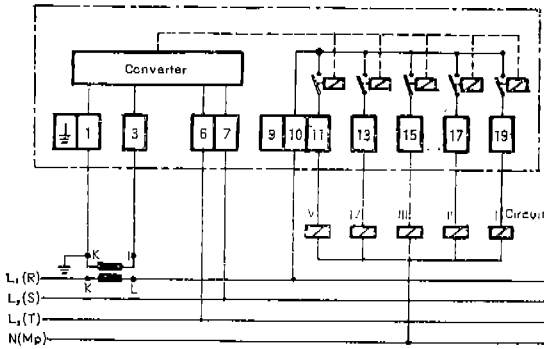 Converter
1 3 6 7 9 10 11 13 15 17 19
V IV III II I Circuit
K l
L₁(R)
K L
L₂(S)
L₃(T)
N(Mp)